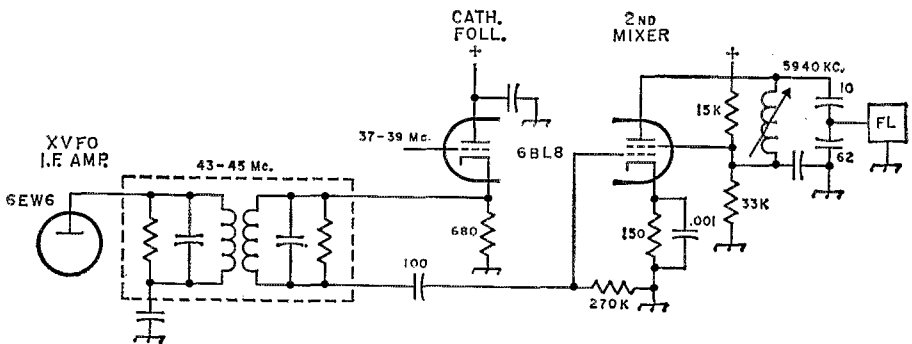 CATH.
FOLL.
+
2ND
MIXER
+
5940 KC.
10
15K
FL
62
37-39 Mc.
6BL8
XVFO
I.F. AMP.
43-45 Mc.
6EW6
680
.001
150
33K
100
270K